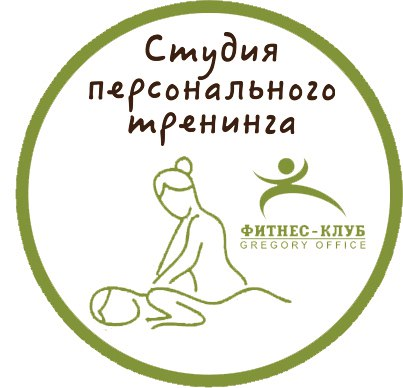 Студия
персонального
тренинга
ФИТНЕС-КЛУБ
GREGORY OFFICE